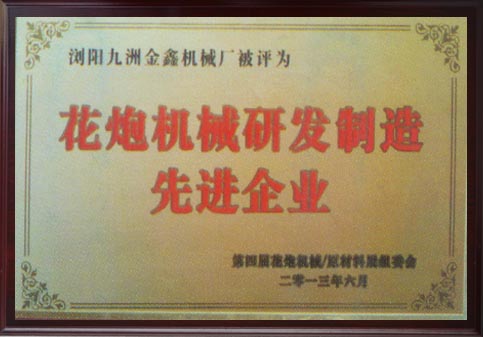 浏阳九洲金鑫机械厂被评为
花炮机械研发制造
先进企业
第四届花炮机械/原材料展组委会
二零一三年六月